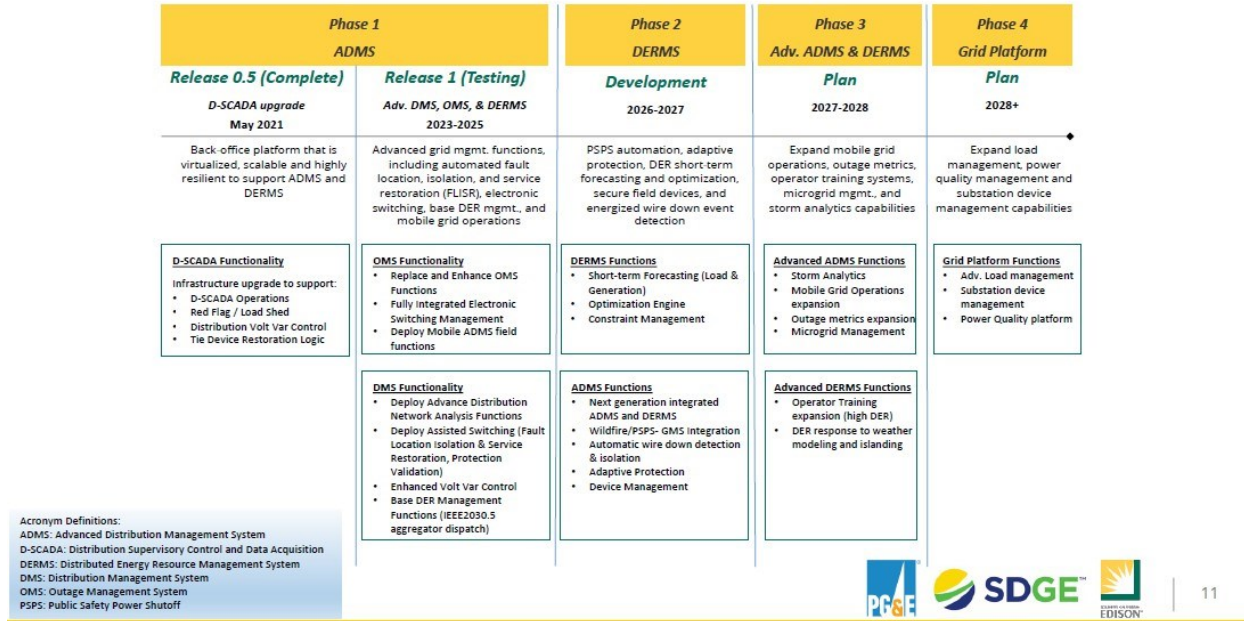 Phase 1
ADMS
Phase 2
DERMS
Phase 3
Adv. ADMS & DERMS
Phase 4
Grid Platform
Release 0.5 (Complete)
D-SCADA upgrade
May 2021
Release 1 (Testing)
Adv. DMS, OMS, & DERMS
2023-2025
Development
2026-2027
Plan
2027-2028
Plan
2028+
Back-office platform that is
virtualized, scalable and highly
resilient to support ADMS and
DERMS
Advanced grid mgmt. functions,
including automated fault
location, isolation, and service
restoration (FLISR), electronic
switching, base DER mgmt., and
mobile grid operations
PSPS automation, adaptive
protection, DER short-term
forecasting and optimization,
secure field devices, and
energized wire down event
detection
Expand mobile grid
operations, outage metrics,
operator training systems,
microgrid mgmt., and
storm analytics capabilities
Expand load
management, power
quality management and
substation device
management capabilities
D-SCADA Functionality
Infrastructure upgrade to support:
• D-SCADA Operations
• Red Flag / Load Shed
• Distribution Volt Var Control
• Tie Device Restoration Logic
OMS Functionality
• Replace and Enhance OMS
Functions
• Fully Integrated Electronic
Switching Management
• Deploy Mobile ADMS field
functions
DERMS Functions
• Short-term Forecasting (Load &
Generation)
• Optimization Engine
• Constraint Management
Advanced ADMS Functions
• Storm Analytics
• Mobile Grid Operations
expansion
• Outage metrics expansion
• Microgrid Management
Grid Platform Functions
• Adv. Load management
• Substation device
management
• Power Quality platform
DMS Functionality
• Deploy Advance Distribution
Network Analysis Functions
• Deploy Assisted Switching (Fault
Location Isolation & Service
Restoration, Protection
Validation)
• Enhanced Volt Var Control
• Base DER Management
Functions (IEEE2030.5
aggregator dispatch)
ADMS Functions
• Next generation integrated
ADMS and DERMS
• Wildfire/PSPS- GMS Integration
• Automatic wire down detection
& isolation
• Adaptive Protection
• Device Management
Advanced DERMS Functions
• Operator Training
expansion (high DER)
• DER response to weather
modeling and islanding
Acronym Definitions:
ADMS: Advanced Distribution Management System
D-SCADA: Distribution Supervisory Control and Data Acquisition
DERMS: Distributed Energy Resource Management System
DMS: Distribution Management System
OMS: Outage Management System
PSPS: Public Safety Power Shutoff
PG&E
SDGE™
EDISON
11